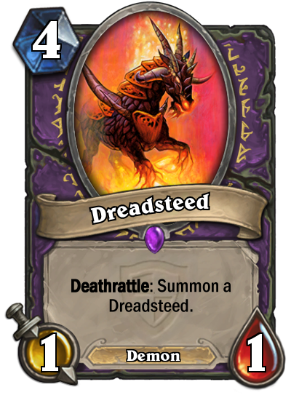 4
Dreadsteed
Deathrattle: Summon a
Dreadsteed.
1
Demon
1